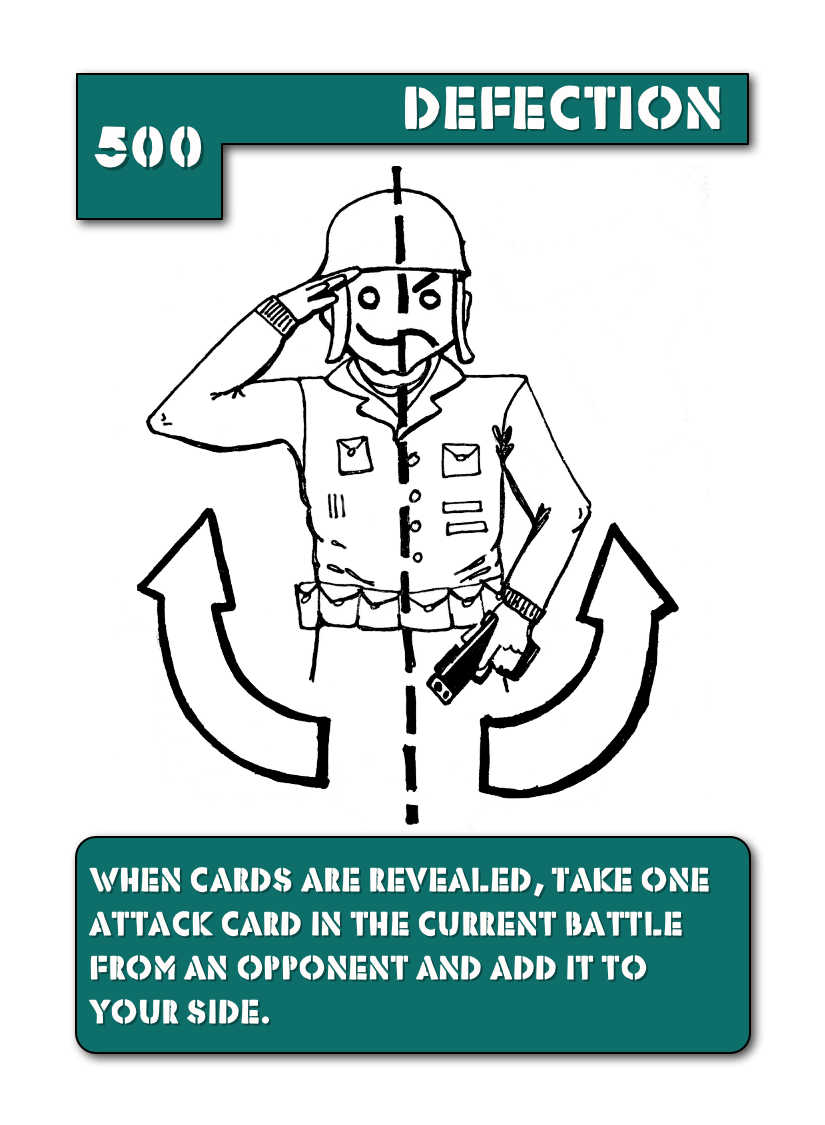 DEFECTION
500
WHEN CARDS ARE REVEALED, TAKE ONE
ATTACK CARD IN THE CURRENT BATTLE
FROM AN OPPONENT AND ADD IT TO
YOUR SIDE.